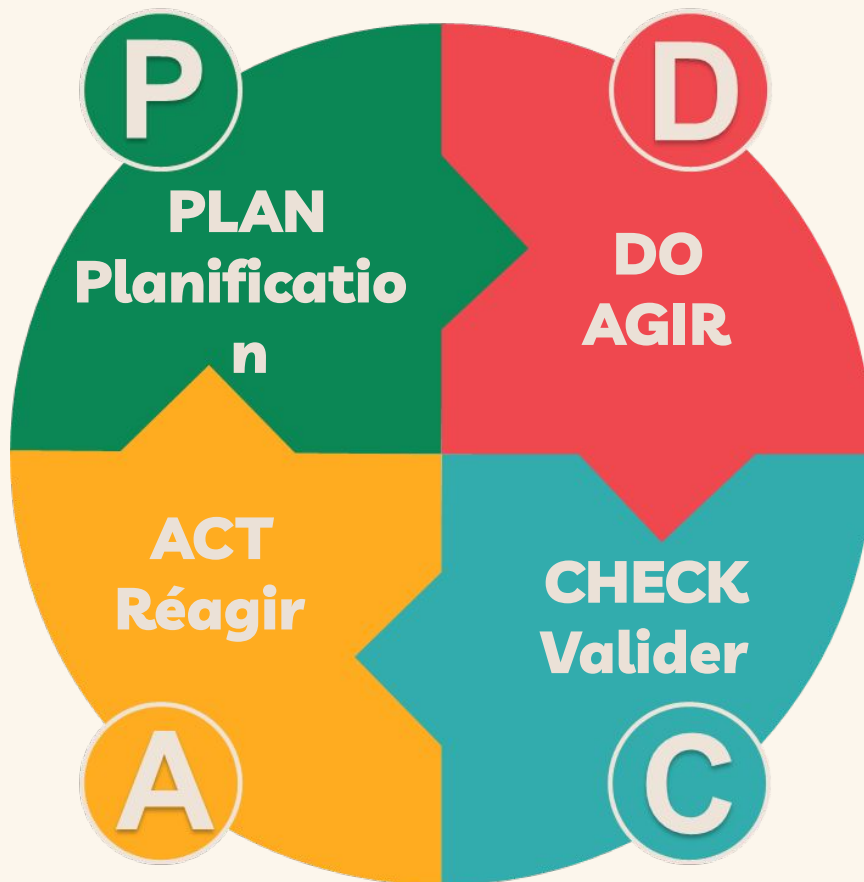 P
PLAN
Planificatio
n
D
DO
AGIR
CHECK
Valider
C
ACT
Réagir
A